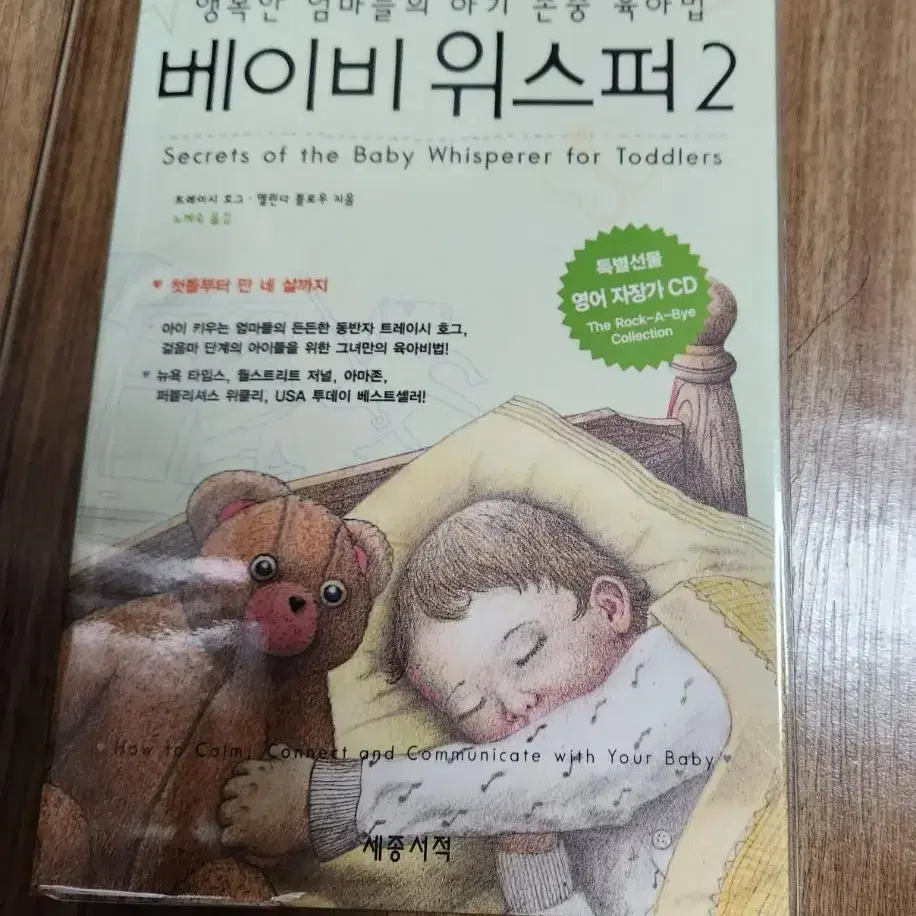 행복한 엄마들의 아기 존중 육아법
베이비 위스퍼 2
Secrets of the Baby Whisperer for Toddlers
트레이시 호그 · 멜린다 블로우 지음
노혜숙 옮김
특별선물
영어 자장가 CD
The Rock-A-Bye
Collection
♥ 첫돌부터 만 네 살까지
아이 키우는 엄마들의 든든한 동반자 트레이시 호그,
걸음마 단계의 아이들을 위한 그녀만의 육아비법!
♥ 뉴욕 타임스, 월스트리트 저널, 아마존,
퍼블리셔스 위클리, USA 투데이 베스트셀러!
How to Calm, Connect and Communicate with Your Baby ♥
세종서적